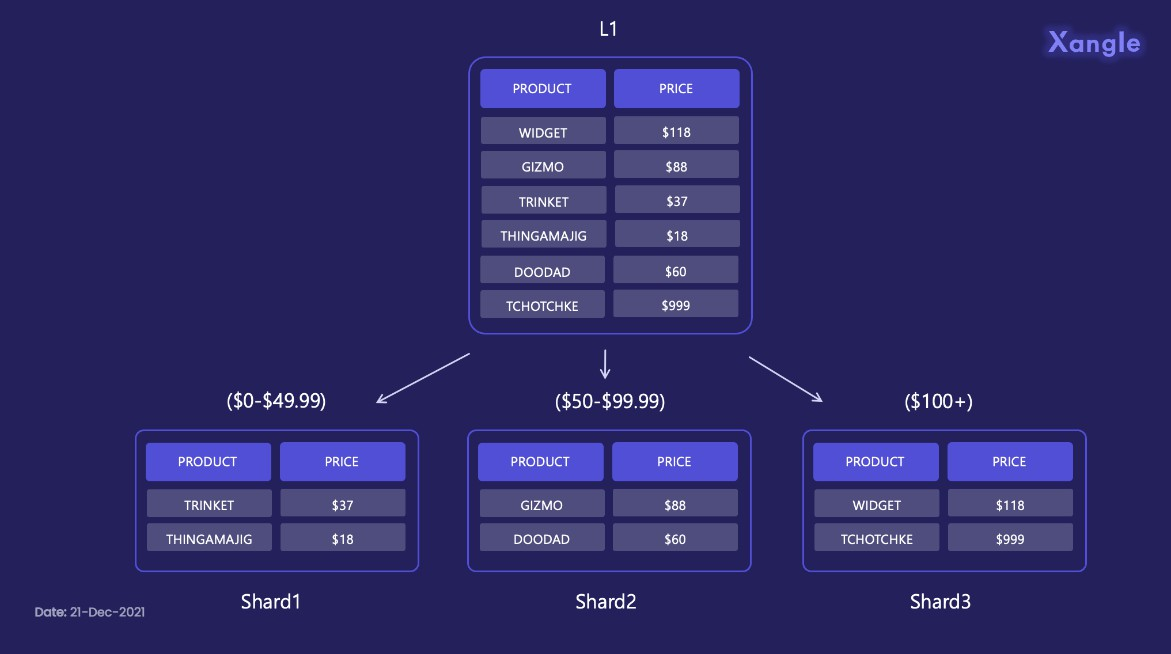 L1
Xangle
PRODUCT PRICE
WIDGET $118
GIZMO $88
TRINKET $37
THINGAMAJIG $18
DOODAD $60
TCHOTCHKE $999
($0-$49.99) ($50-$99.99) ($100+)
PRODUCT PRICE
TRINKET $37
THINGAMAJIG $18
Shard1
PRODUCT PRICE
GIZMO $88
DOODAD $60
Shard2
PRODUCT PRICE
WIDGET $118
TCHOTCHKE $999
Shard3
Date: 21-Dec-2021